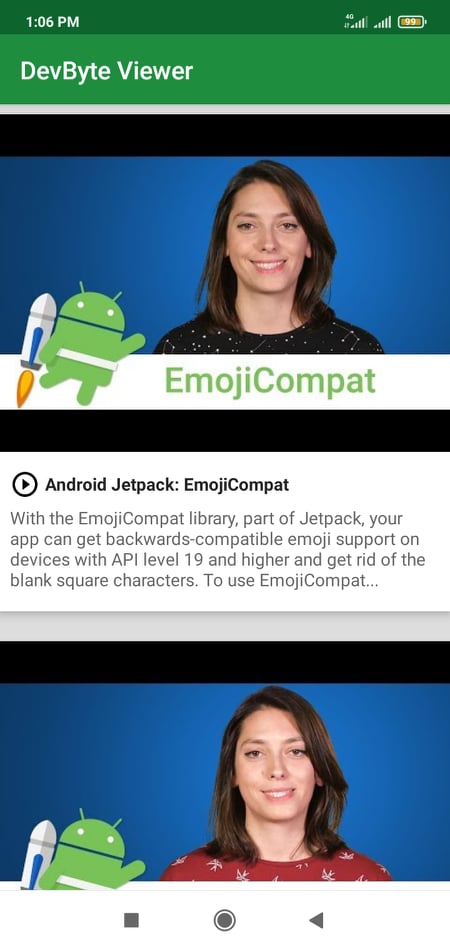 1:06 PM
4G
99
DevByte Viewer
EmojiCompat
Android Jetpack: EmojiCompat
With the EmojiCompat library, part of Jetpack, your
app can get backwards-compatible emoji support on
devices with API level 19 and higher and get rid of the
blank square characters. To use EmojiCompat...